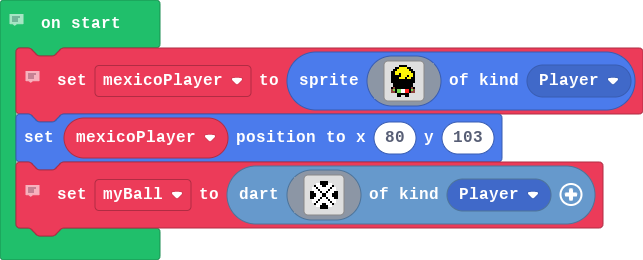 on start
set mexicoPlayer to sprite of kind Player
set mexicoPlayer position to x 80 y 103
set myBall to dart of kind Player